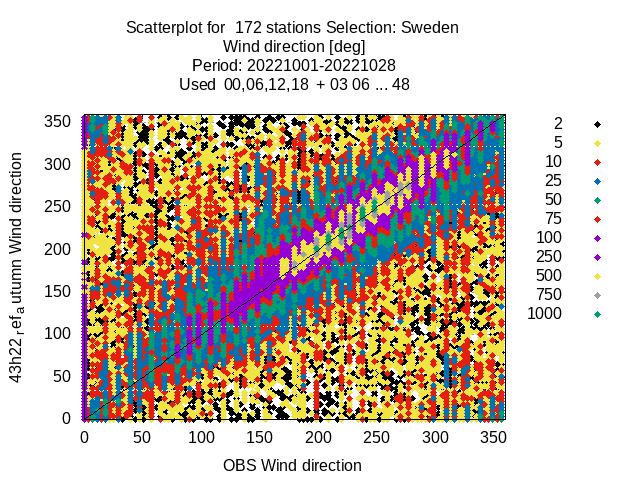 Scatterplot for 172 stations Selection: Sweden
Wind direction [deg]
Period: 20221001-20221028
Used 00,06,12,18 + 03 06 ... 48
43h22ref autumn Wind direction
350
300
250
200
150
100
50
0
0 50 100 150 200 250 300 350
OBS Wind direction
2
5
10
25
50
75
100
250
500
750
1000